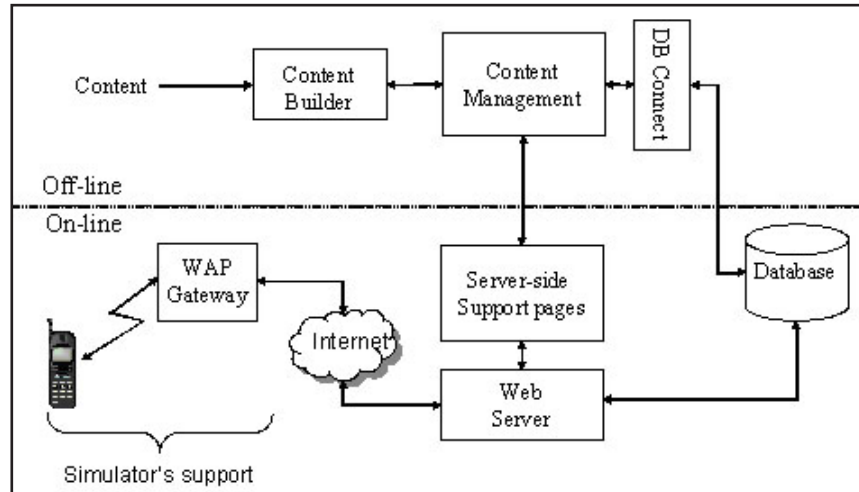 Content
Content
Builder
Content
Management
DB Connect
Off-line
On-line
WAP
Gateway
Internet
Server-side
Support pages
Database
Web
Server
Simulator's support